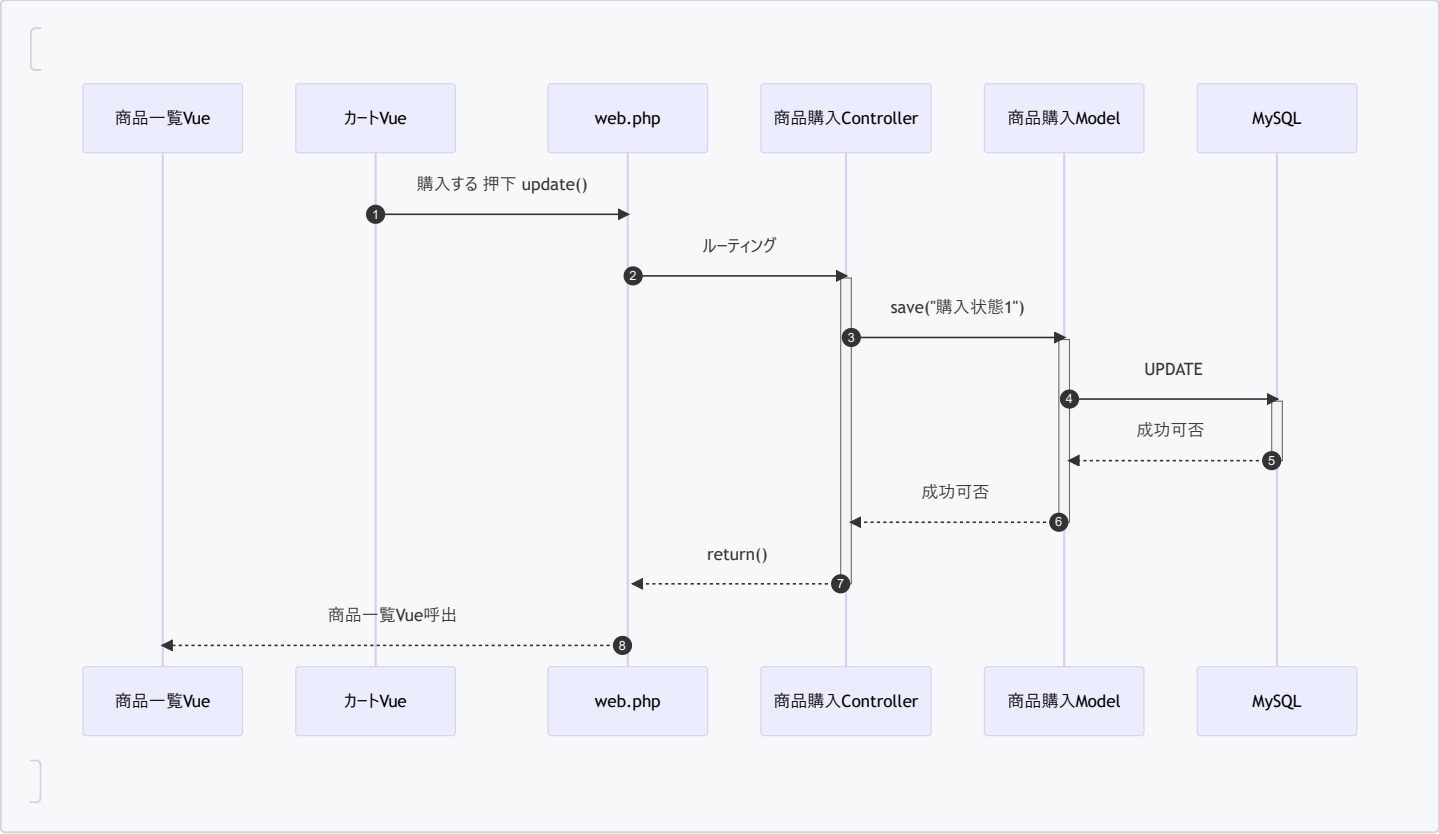 商品一覧Vue
カートVue
web.php
商品購入Controller
商品購入Model
MySQL
購入する 押下 update()
1
ルーティング
2
save("購入状態1")
3
UPDATE
4
成功可否
5
成功可否
6
return()
7
商品一覧Vue呼出
8
商品一覧Vue
カートVue
web.php
商品購入Controller
商品購入Model
MySQL